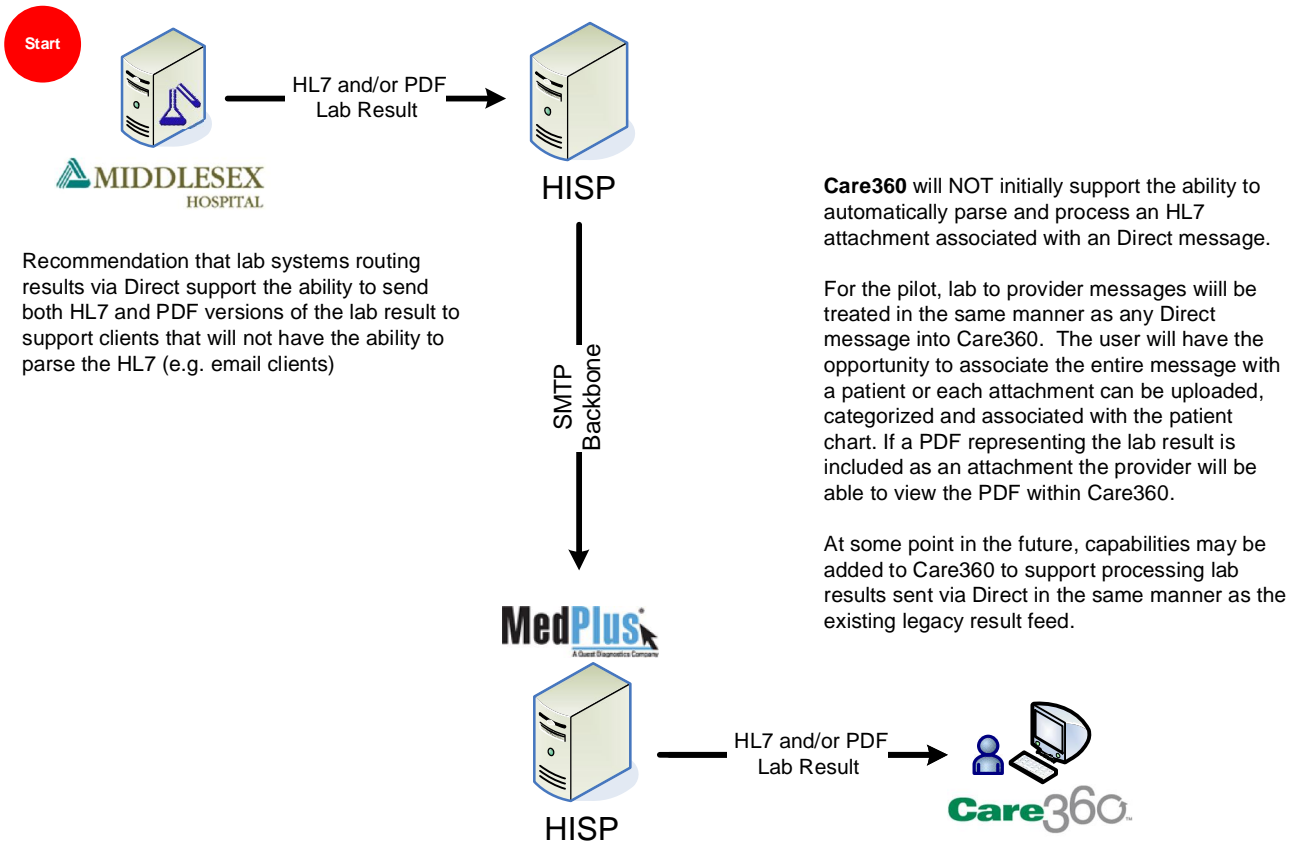 Start
HL7 and/or PDF
Lab Result
MIDDLESEX
HOSPITAL
HISP
Recommendation that lab systems routing
results via Direct support the ability to send
both HL7 and PDF versions of the lab result to
support clients that will not have the ability to
parse the HL7 (e.g. email clients)
Care360 will NOT initially support the ability to
automatically parse and process an HL7
attachment associated with an Direct message.
For the pilot, lab to provider messages wiill be
treated in the same manner as any Direct
message into Care360.  The user will have the
opportunity to associate the entire message with
a patient or each attachment can be uploaded,
categorized and associated with the patient
chart. If a PDF representing the lab result is
included as an attachment the provider will be
able to view the PDF within Care360.
At some point in the future, capabilities may be
added to Care360 to support processing lab
results sent via Direct in the same manner as the
existing legacy result feed.
SMTP
Backbone
MedPlus®
A Quest Diagnostics Company
HISP
HL7 and/or PDF
Lab Result
Care360™